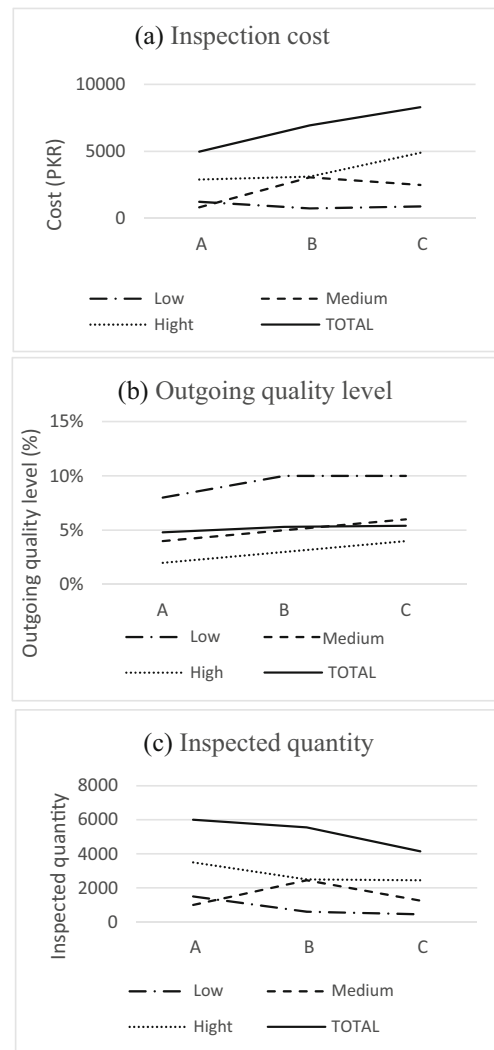 (a) Inspection cost
10000
5000
0
Cost (PKR)
A B C
Low Medium
Hight TOTAL
(b) Outgoing quality level
15%
10%
5%
0%
Outgoing quality level (%)
A B C
Low Medium
High TOTAL
(c) Inspected quantity
8000
6000
4000
2000
0
Inspected quantity
A B C
Low Medium
Hight TOTAL